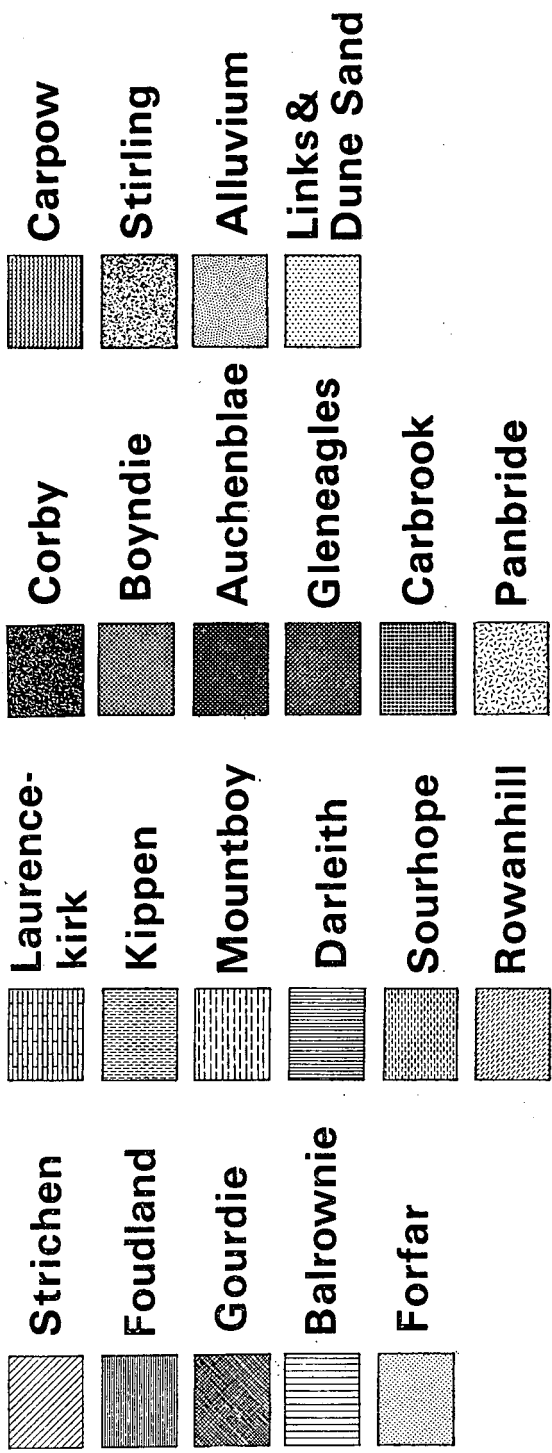 Strichen
Foudland
Gourdie
Balrownie
Forfar
Laurence-
kirk
Kippen
Mountboy
Darleith
Sourhope
Rowanhill
Corby
Boyndie
Auchenblae
Gleneagles
Carbrook
Panbride
Carpow
Stirling
Alluvium
Links &
Dune Sand